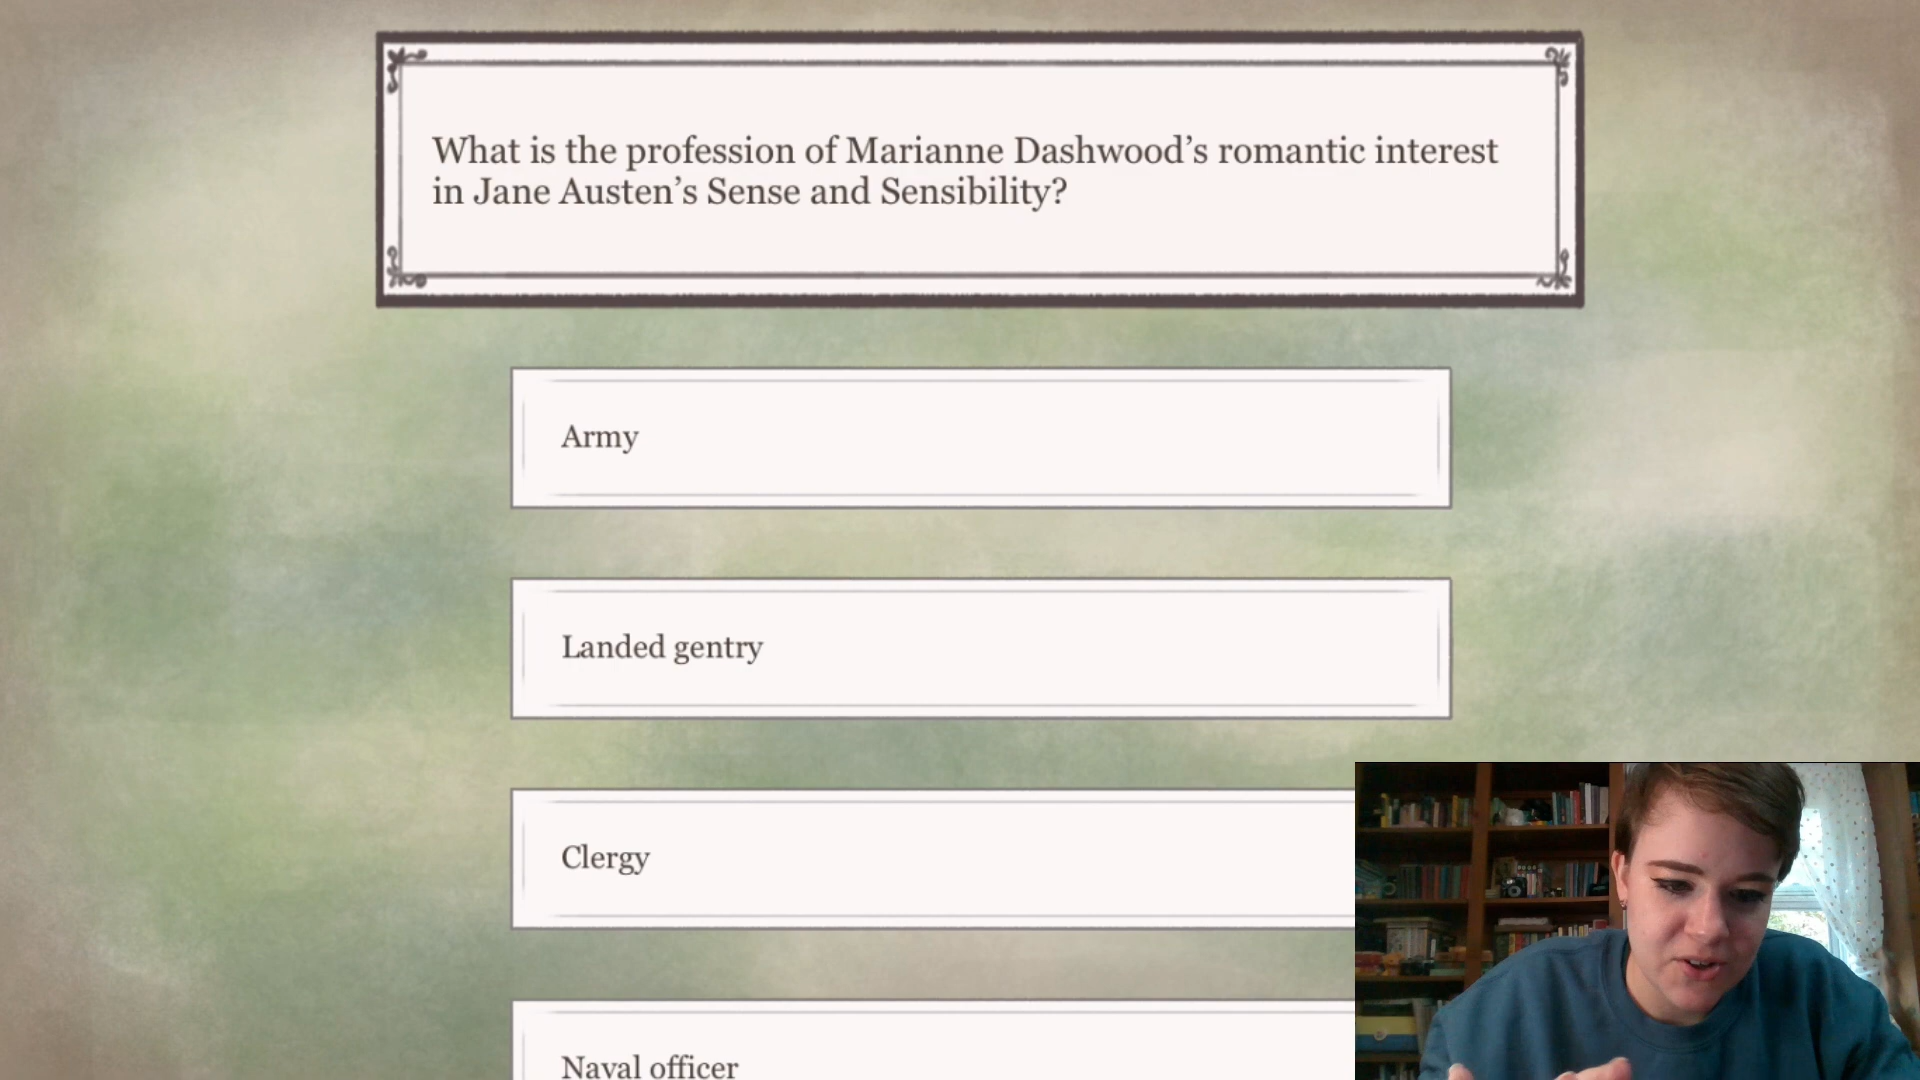 What is the profession of Marianne Dashwood’s romantic interest
in Jane Austen’s Sense and Sensibility?
Army
Landed gentry
Clergy
Naval officer